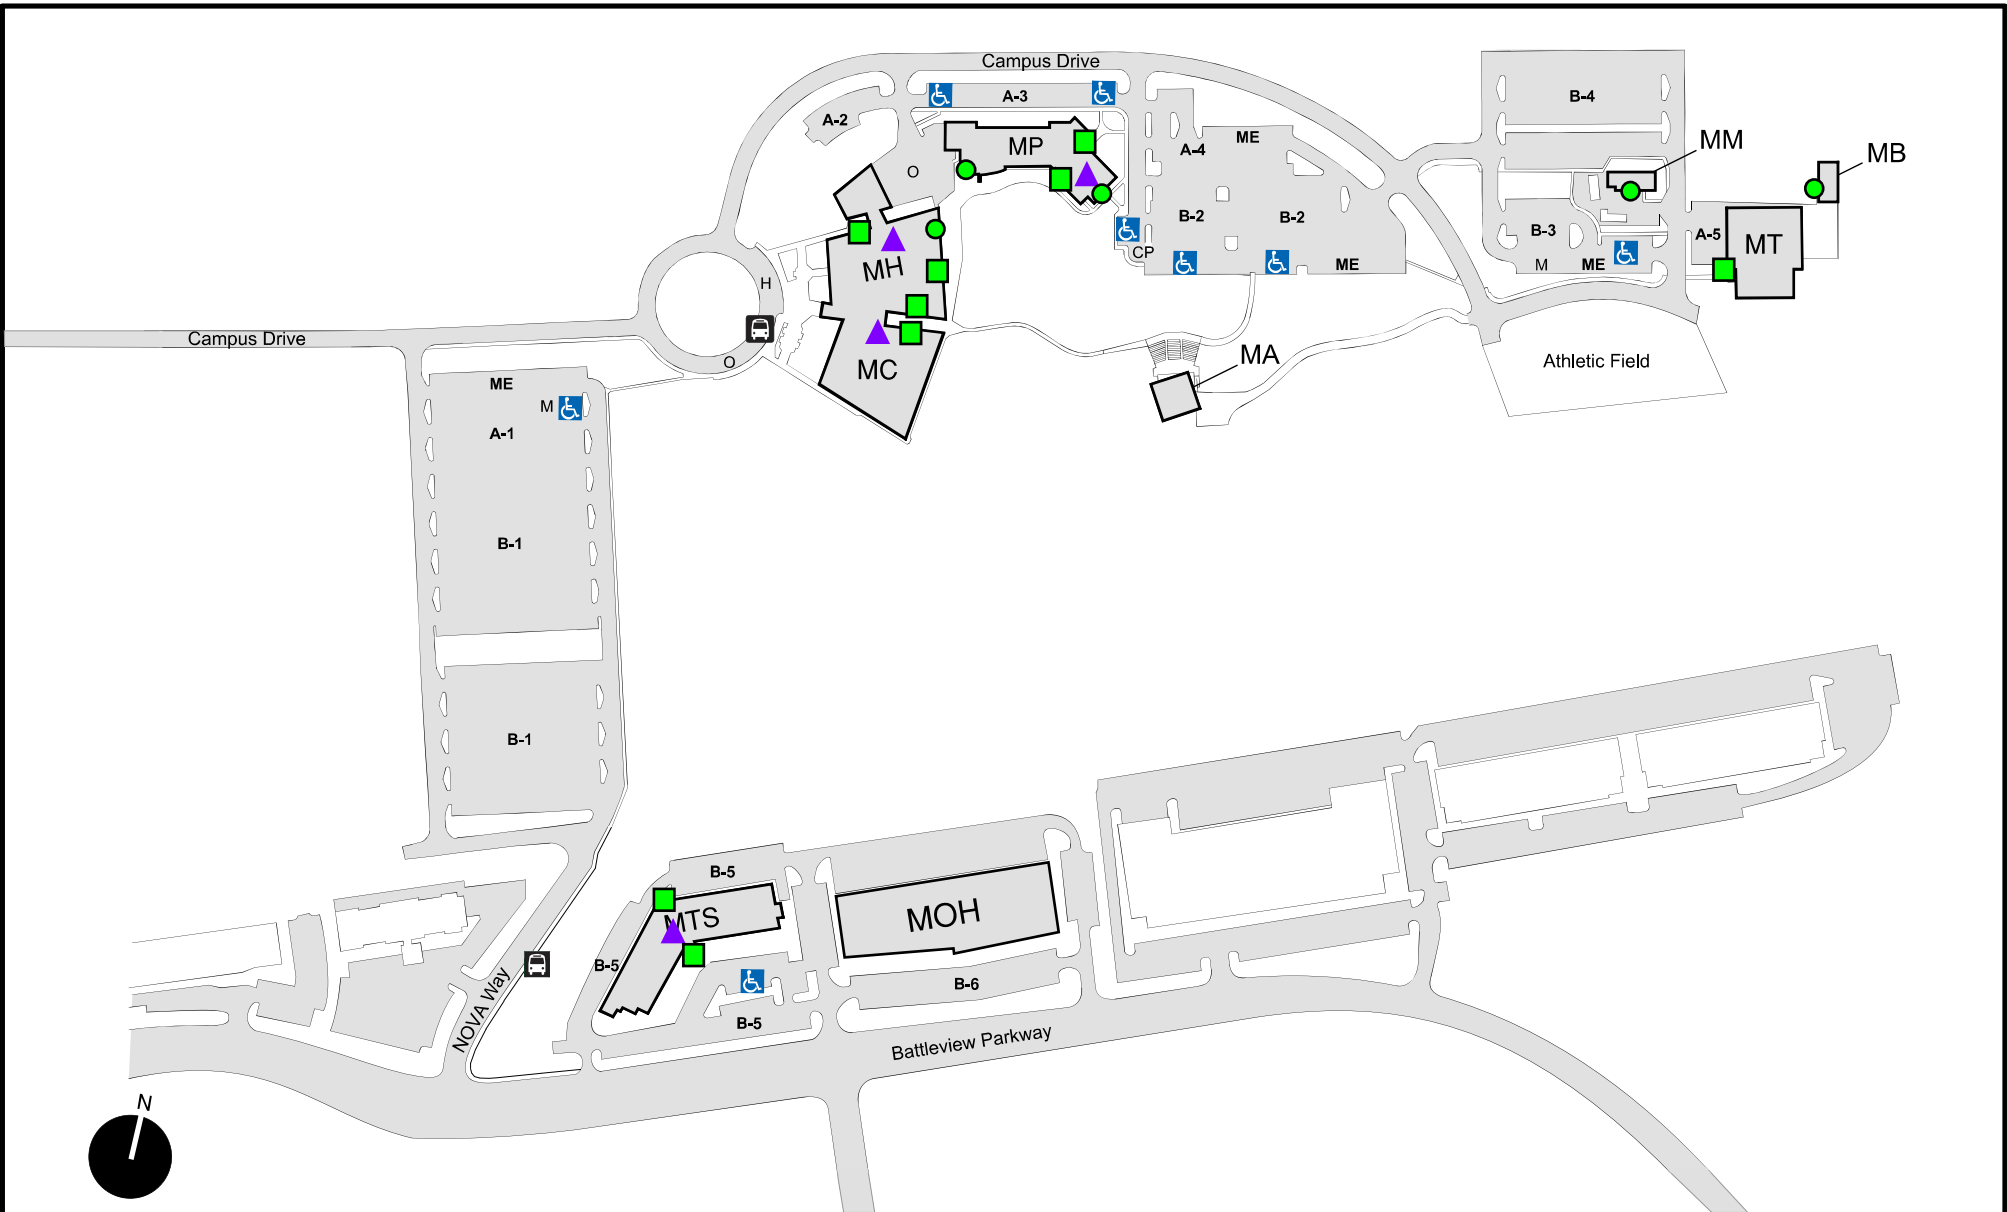 Campus Drive
A-3
A-2
B-4
MP
ME
A-4
MM
MB
O
B-2
B-2
B-3
A-5
MT
MH
CP
ME
M
ME
H
Campus Drive
O
MC
MA
Athletic Field
ME
M
A-1
B-1
B-1
B-5
MTS
MOH
B-5
B-6
B-5
NOVA Way
Battleview Parkway
N